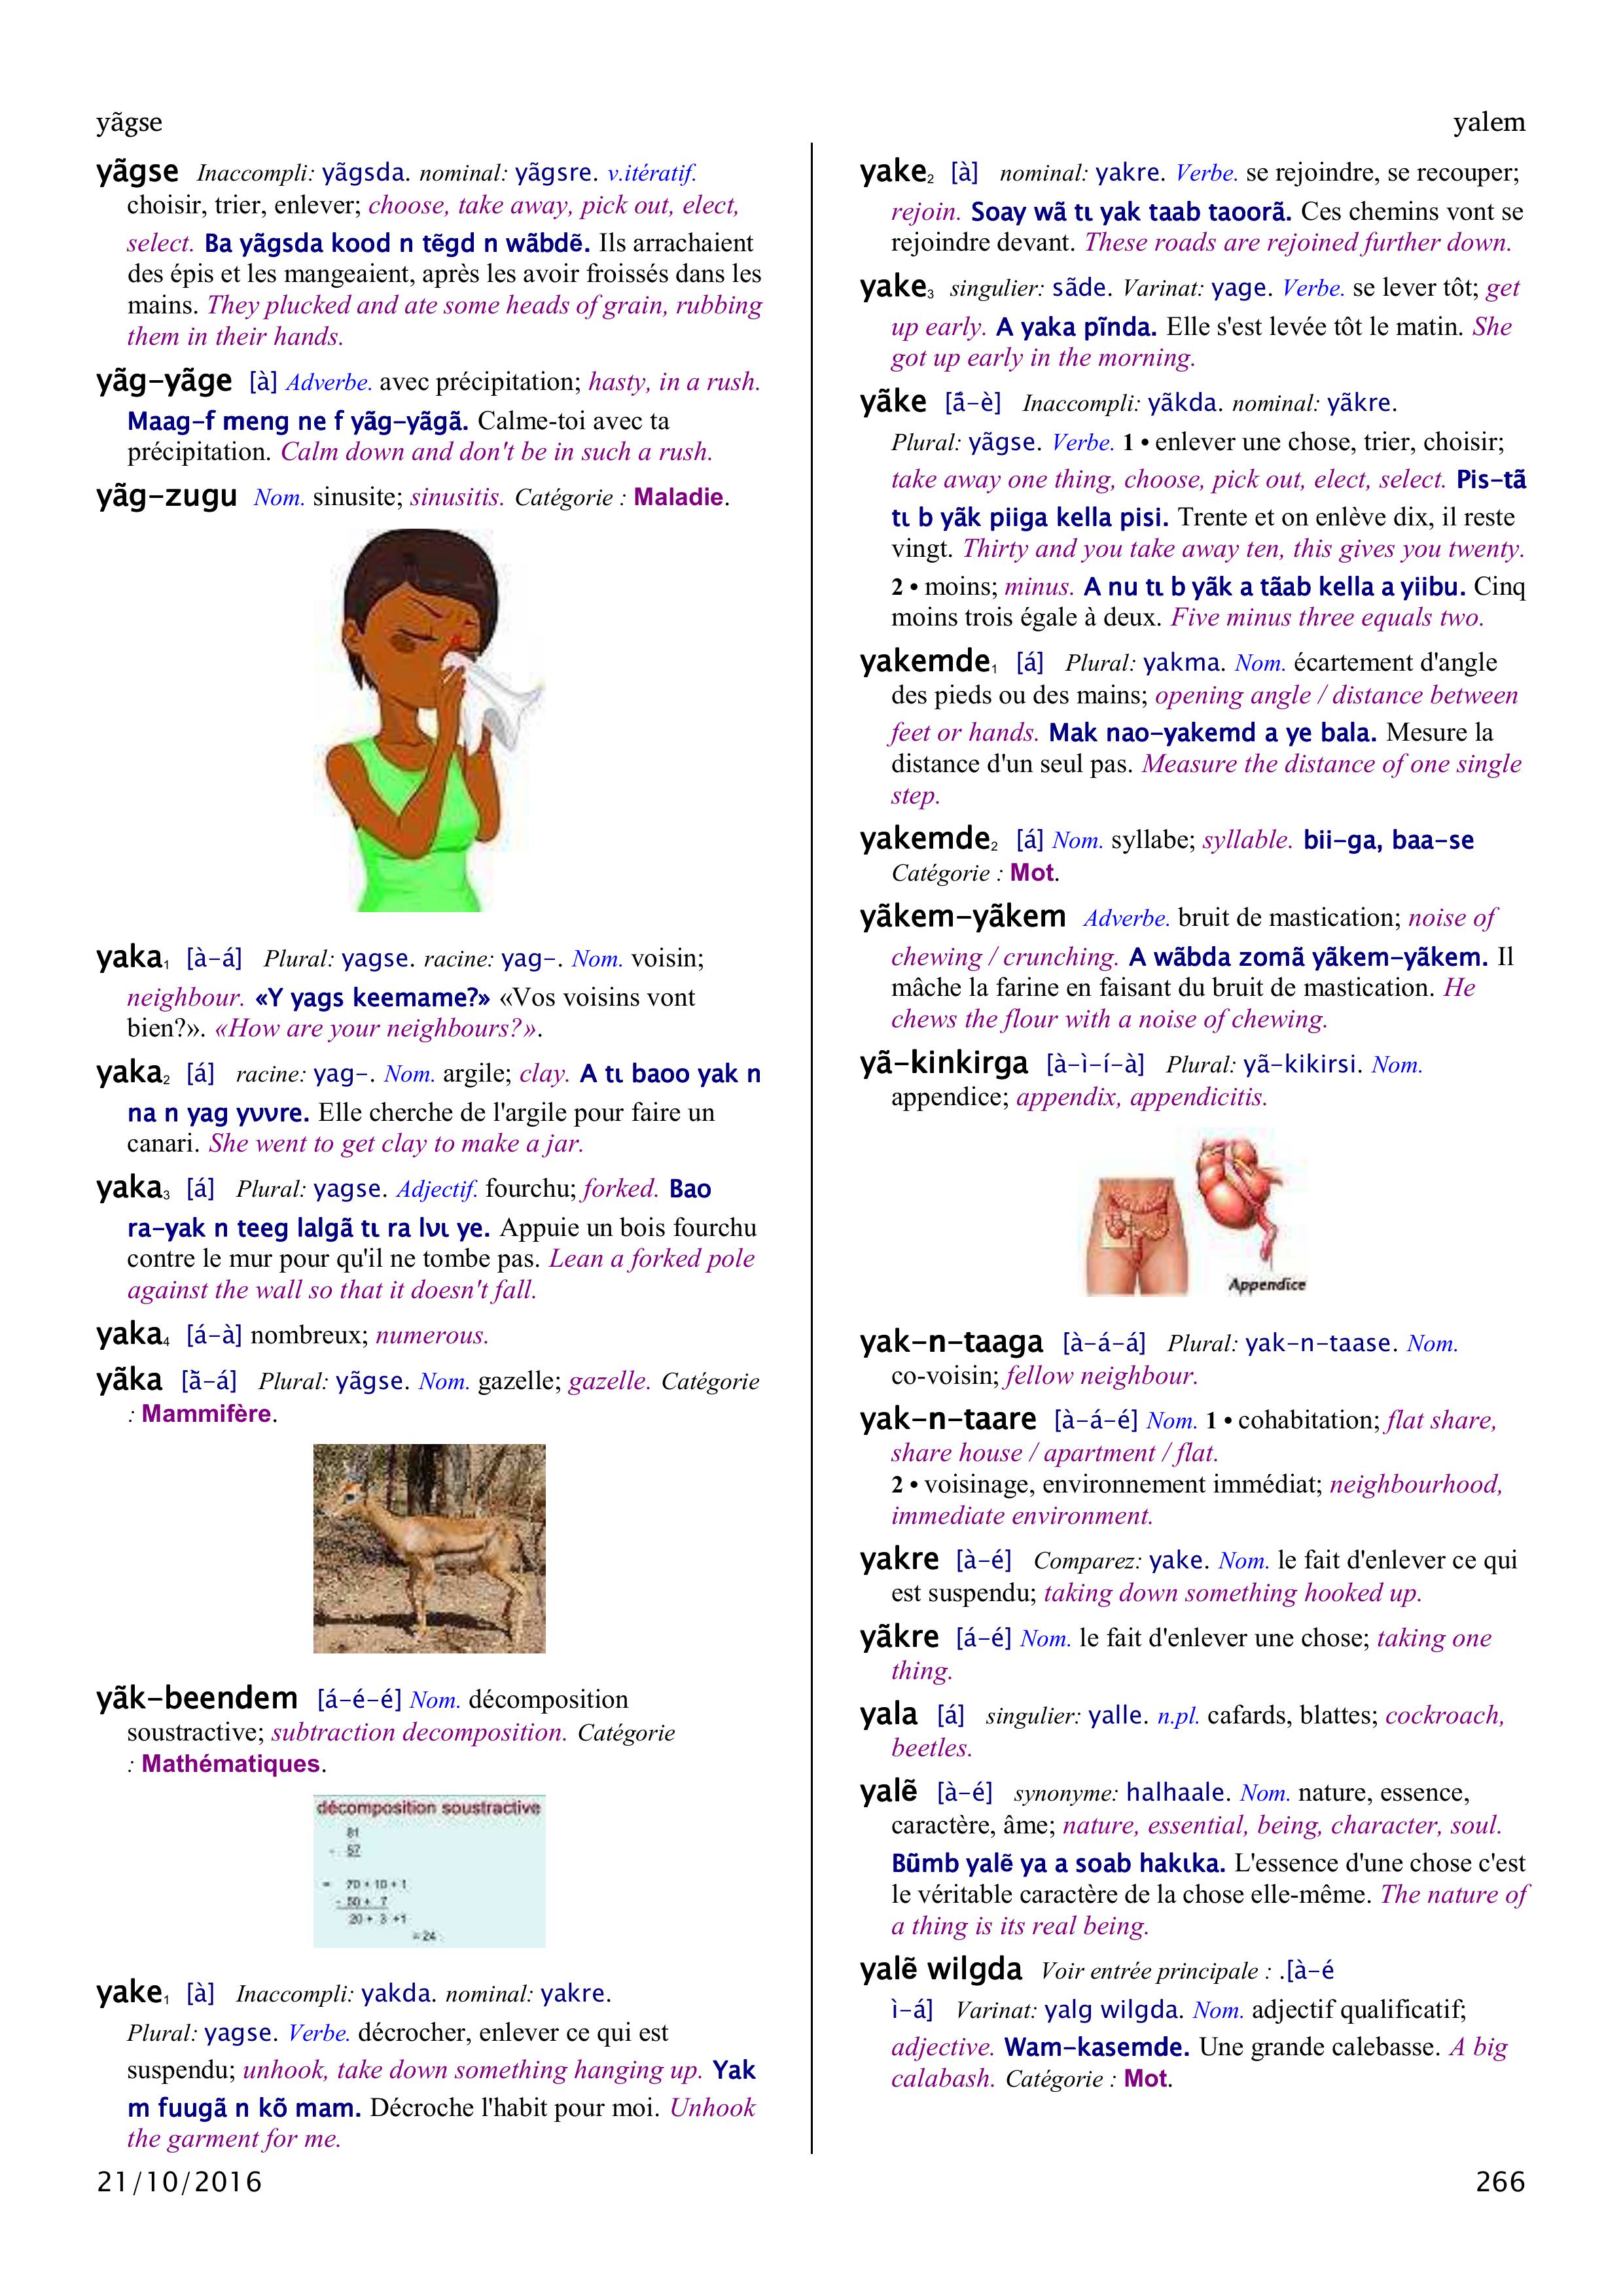 yãgse
yalem
yãgse Inaccompli: yãgsda. nominal: yãgsre. v.itératif.
choisir, trier, enlever; choose, take away, pick out, elect,
select. Ba yãgsda kood n tẽgd n wãbdẽ. Ils arrachaient
des épis et les mangeaient, après les avoir froissés dans les
mains. They plucked and ate some heads of grain, rubbing
them in their hands.
yãg-yãge [à] Adverbe. avec précipitation; hasty, in a rush.
Maag-f meng ne f yãg-yãgã. Calme-toi avec ta
précipitation. Calm down and don't be in such a rush.
yãg-zugu Nom. sinusite; sinusitis. Catégorie : Maladie.
yaka₁ [à-á] Plural: yagse. racine: yag-. Nom. voisin;
neighbour. «Y yags keemame?» «Vos voisins vont
bien?». «How are your neighbours?».
yaka₂ [á] racine: yag-. Nom. argile; clay. A tɩ baoo yak n
na n yag yʋʋre. Elle cherche de l'argile pour faire un
canari. She went to get clay to make a jar.
yaka₃ [á] Plural: yagse. Adjectif. fourchu; forked. Bao
ra-yak n teeg lalgã tɩ ra lʋɩ ye. Appuie un bois fourchu
contre le mur pour qu'il ne tombe pas. Lean a forked pole
against the wall so that it doesn't fall.
yaka₄ [á-à] nombreux; numerous.
yãka [ã̀-á] Plural: yãgse. Nom. gazelle; gazelle. Catégorie
: Mammifère.
yãk-beendem [á-é-é] Nom. décomposition
soustractive; subtraction decomposition. Catégorie
: Mathématiques.
décomposition soustractive
81
- 57
= 70 + 10 + 1
- 50 + 7
20 + 3 +1
= 24
yake₁ [à] Inaccompli: yakda. nominal: yakre.
Plural: yagse. Verbe. décrocher, enlever ce qui est
suspendu; unhook, take down something hanging up. Yak
m fuugã n kõ mam. Décroche l'habit pour moi. Unhook
the garment for me.
yake₂ [à] nominal: yakre. Verbe. se rejoindre, se recouper;
rejoin. Soay wã tɩ yak taab taoorã. Ces chemins vont se
rejoindre devant. These roads are rejoined further down.
yake₃ singulier: sãde. Varinat: yage. Verbe. se lever tôt; get
up early. A yaka pĩnda. Elle s'est levée tôt le matin. She
got up early in the morning.
yãke [ã́-è] Inaccompli: yãkda. nominal: yãkre.
Plural: yãgse. Verbe. 1 • enlever une chose, trier, choisir;
take away one thing, choose, pick out, elect, select. Pis-tã
tɩ b yãk piiga kella pisi. Trente et on enlève dix, il reste
vingt. Thirty and you take away ten, this gives you twenty.
2 • moins; minus. A nu tɩ b yãk a tãab kella a yiibu. Cinq
moins trois égale à deux. Five minus three equals two.
yakemde₁ [á] Plural: yakma. Nom. écartement d'angle
des pieds ou des mains; opening angle / distance between
feet or hands. Mak nao-yakemd a ye bala. Mesure la
distance d'un seul pas. Measure the distance of one single
step.
yakemde₂ [á] Nom. syllabe; syllable. bii-ga, baa-se
Catégorie : Mot.
yãkem-yãkem Adverbe. bruit de mastication; noise of
chewing / crunching. A wãbda zomã yãkem-yãkem. Il
mâche la farine en faisant du bruit de mastication. He
chews the flour with a noise of chewing.
yã-kinkirga [à-ì-í-à] Plural: yã-kikirsi. Nom.
appendice; appendix, appendicitis.
Appendice
yak-n-taaga [à-á-á] Plural: yak-n-taase. Nom.
co-voisin; fellow neighbour.
yak-n-taare [à-á-é] Nom. 1 • cohabitation; flat share,
share house / apartment / flat.
2 • voisinage, environnement immédiat; neighbourhood,
immediate environment.
yakre [à-é] Comparez: yake. Nom. le fait d'enlever ce qui
est suspendu; taking down something hooked up.
yãkre [á-é] Nom. le fait d'enlever une chose; taking one
thing.
yala [á] singulier: yalle. n.pl. cafards, blattes; cockroach,
beetles.
yalẽ [à-é] synonyme: halhaale. Nom. nature, essence,
caractère, âme; nature, essential, being, character, soul.
Bũmb yalẽ ya a soab hakɩka. L'essence d'une chose c'est
le véritable caractère de la chose elle-même. The nature of
a thing is its real being.
yalẽ wilgda Voir entrée principale : .[à-é
ì-á] Varinat: yalg wilgda. Nom. adjectif qualificatif;
adjective. Wam-kasemde. Une grande calebasse. A big
calabash. Catégorie : Mot.
21/10/2016
266